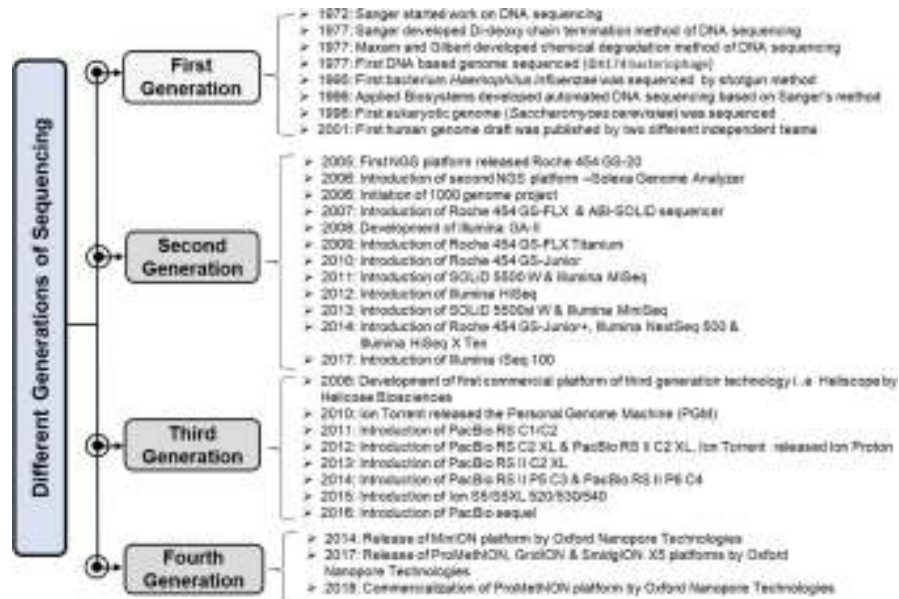 Different Generations of Sequencing
First
Generation
➢ 1972: Sanger started work on DNA sequencing
➢ 1977: Sanger developed Di-deoxy chain termination method of DNA sequencing
➢ 1977: Maxam and Gilbert developed chemical degradation method of DNA sequencing
➢ 1977: First DNA based genome sequenced (bacteriophage)
➢ 1995: First bacterium Haemophilus influenzae was sequenced by shotgun method
➢ Applied Biosystems developed automated DNA sequencing based on Sanger's method
➢ First eukaryotic genome (Saccharomyces cerevisiae) was sequenced
➢ 2001: First human genome draft was published by two different independent teams
Second
Generation
➢ 2005: First NGS platform released Roche 454 GS-20
➢ 2006: Introduction of second NGS platform –Solexa Genome Analyzer
➢ Initiation of 1000 genome project
➢ 2007: Introduction of Roche 454 GS-FLX & ABI-SOLiD sequencer
➢ Development of Illumina GA-II
➢ 2009: Introduction of Roche 454 GS-FLX Titanium
➢ 2010: Introduction of Roche 454 GS-Junior
➢ 2011: Introduction of SOLiD 5500 W & Illumina MiSeq
➢ 2012: Introduction of Illumina HiSeq
➢ 2013: Introduction of SOLiD 5500xl W & Illumina MiniSeq
➢ 2014: Introduction of Roche 454 GS-Junior+, Illumina NextSeq 500 &
Illumina HiSeq X Ten
➢ 2017: Introduction of Illumina iSeq 100
Third
Generation
➢ Development of first commercial platform of third generation technology i.e Heliscope by
Helicose Biosciences
➢ 2010: Ion Torrent released the Personal Genome Machine (PGM)
➢ 2011: Introduction of PacBio RS C1/C2
➢ 2012: Introduction of PacBio RS C2 XL & PacBio RS II C2 XL, Ion Torrent released Ion Proton
➢ 2013: Introduction of PacBio RS II C2 XL
➢ 2014: Introduction of PacBio RS II P5 C3 & PacBio RS II P6 C4
➢ 2015: Introduction of Ion S5/S5XL 520/530/540
➢ 2016: Introduction of PacBio sequel
Fourth
Generation
➢ 2014: Release of MinION platform by Oxford Nanopore Technologies
➢ 2017: Release of ProMethION, GridION & SmidgION X5 platforms by Oxford
Nanopore Technologies
➢ 2018: Commercialization of ProMethION platform by Oxford Nanopore Technologies